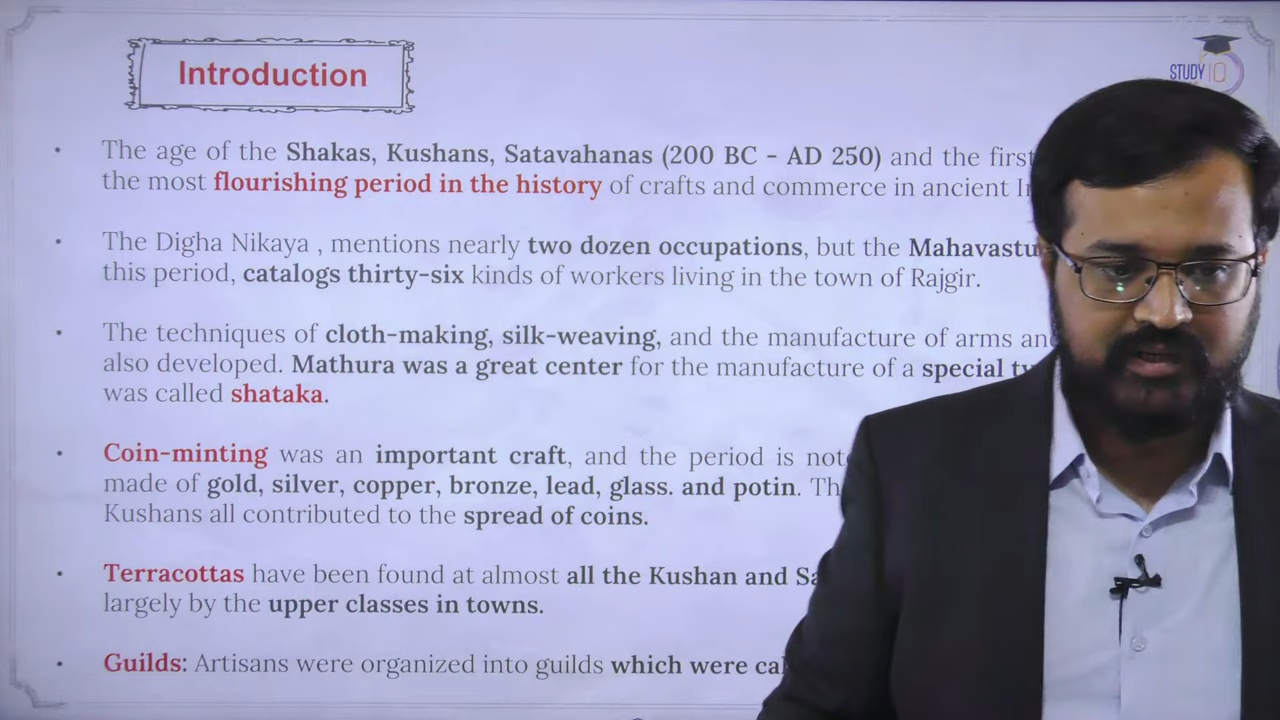 Introduction
STUDY IQ
The age of the Shakas, Kushans, Satavahanas (200 BC - AD 250) and the first
the most flourishing period in the history of crafts and commerce in ancient
The Digha Nikaya , mentions nearly two dozen occupations, but the Mahavastu
this period, catalogs thirty-six kinds of workers living in the town of Rajgir.
The techniques of cloth-making, silk-weaving, and the manufacture of arms
also developed. Mathura was a great center for the manufacture of a special
was called shataka.
Coin-minting was an important craft, and the period is
made of gold, silver, copper, bronze, lead, glass. and potin.
Kushans all contributed to the spread of coins.
Terracottas have been found at almost all the Kushan and
largely by the upper classes in towns.
Guilds: Artisans were organized into guilds which were